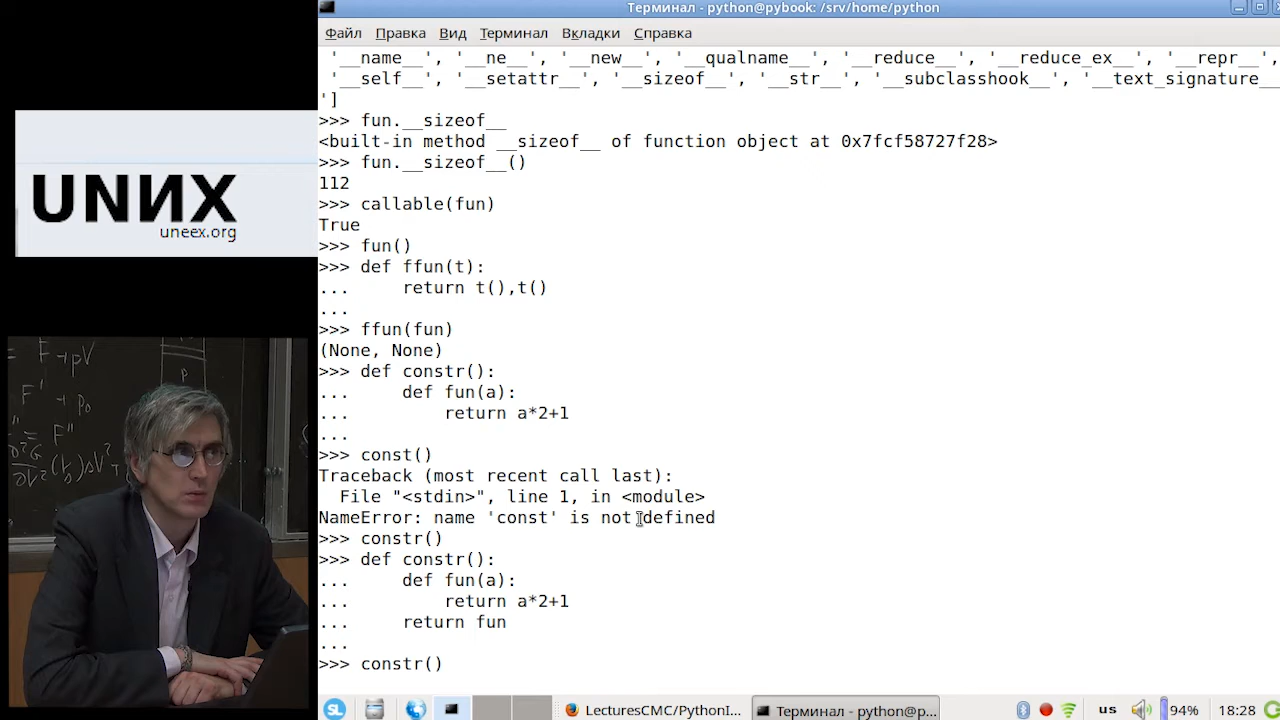 Терминал - python@pybook: /srv/home/python
Файл Правка Вид Терминал Вкладки Справка
'__name__', '__ne__', '__new__', '__qualname__', '__reduce__', '__reduce_ex__', '__repr__',
'__self__', '__setattr__', '__sizeof__', '__str__', '__subclasshook__', '__text_signature__
']
>>> fun.__sizeof__
<built-in method __sizeof__ of function object at 0x7fcf58727f28>
>>> fun.__sizeof__()
112
>>> callable(fun)
True
>>> fun()
>>> def ffun(t):
...     return t(),t()
...
>>> ffun(fun)
(None, None)
>>> def constr():
...     def fun(a):
...         return a*2+1
...
>>> const()
Traceback (most recent call last):
  File "<stdin>", line 1, in <module>
NameError: name 'const' is not defined
>>> constr()
>>> def constr():
...     def fun(a):
...         return a*2+1
...     return fun
...
>>> constr()
LecturesCMC/PythonI... Терминал - python@p... us 94% 18:28
UNИX
uneex.org
F → pV